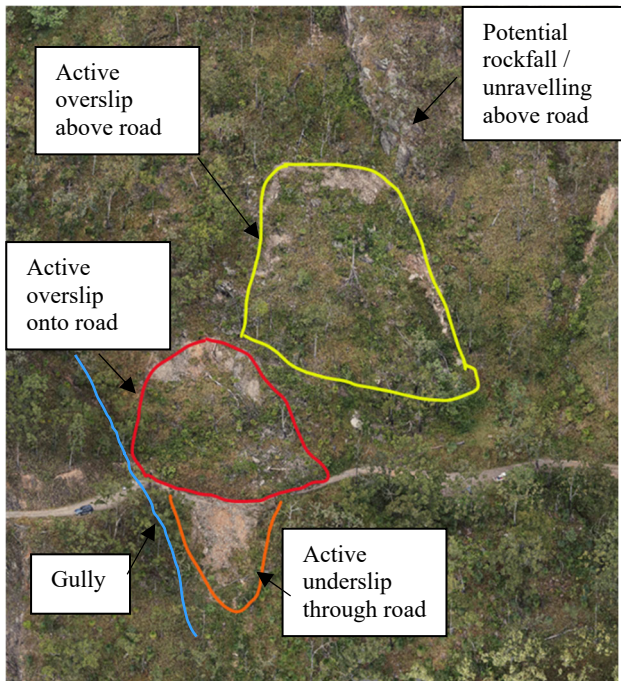 Potential
rockfall /
unravelling
above road
Active
overslip
above road
Active
overslip
onto road
Gully
Active
underslip
through road